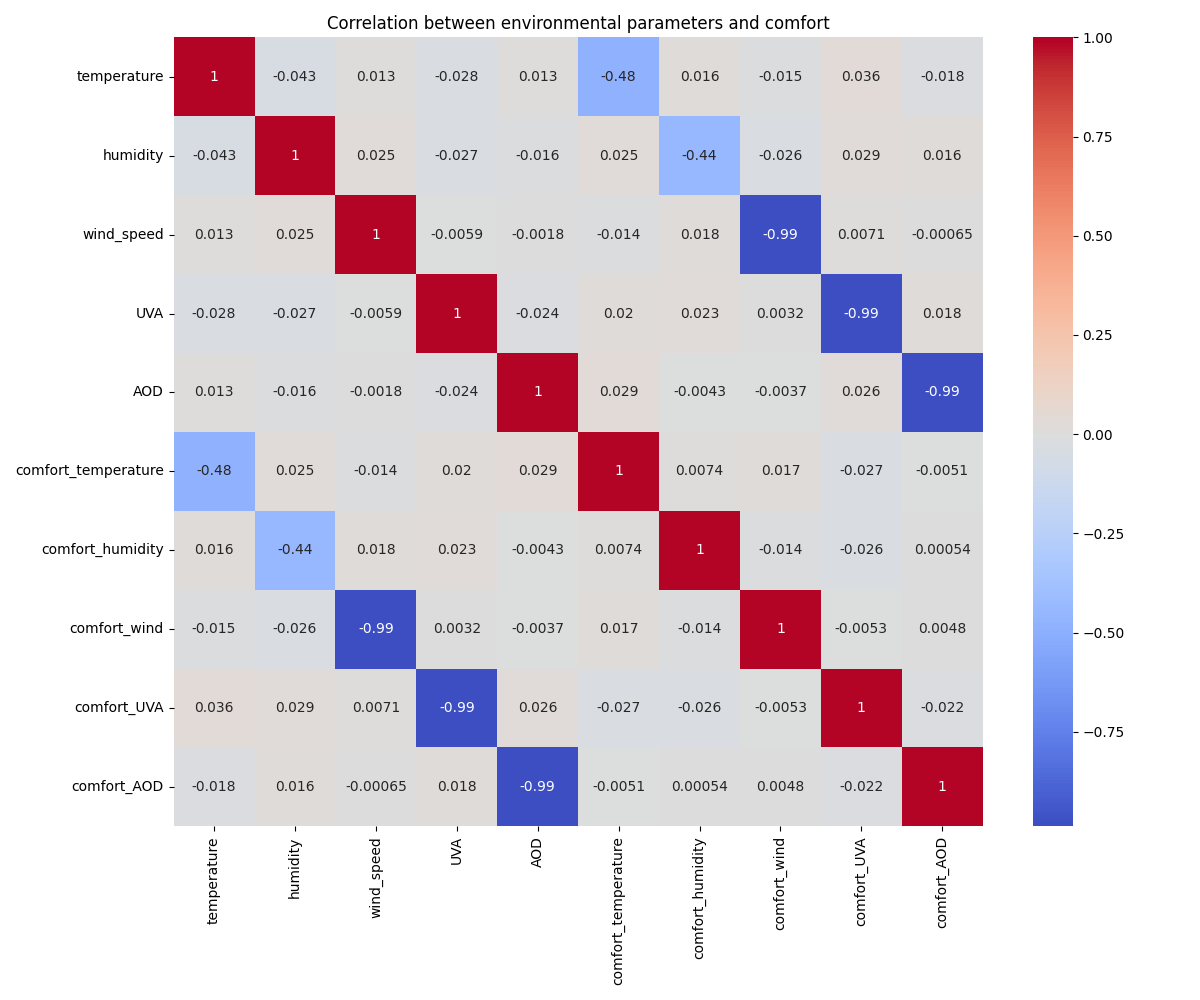 Correlation between environmental parameters and comfort
temperature 1 -0.043 0.013 -0.028 0.013 -0.48 0.016 -0.015 0.036 -0.018
humidity -0.043 1 0.025 -0.027 -0.016 0.025 -0.44 -0.026 0.029 0.016
wind_speed 0.013 0.025 1 -0.0059 -0.0018 -0.014 0.018 -0.99 0.0071 -0.00065
UVA -0.028 -0.027 -0.0059 1 -0.024 0.02 0.023 0.0032 -0.99 0.018
AOD 0.013 -0.016 -0.0018 -0.024 1 0.029 -0.0043 -0.0037 0.026 -0.99
comfort_temperature -0.48 0.025 -0.014 0.02 0.029 1 0.0074 0.017 -0.027 -0.0051
comfort_humidity 0.016 -0.44 0.018 0.023 -0.0043 0.0074 1 -0.014 -0.026 0.00054
comfort_wind -0.015 -0.026 -0.99 0.0032 -0.0037 0.017 -0.014 1 -0.0053 0.0048
comfort_UVA 0.036 0.029 0.0071 -0.99 0.026 -0.027 -0.026 -0.0053 1 -0.022
comfort_AOD -0.018 0.016 -0.00065 0.018 -0.99 -0.0051 0.00054 0.0048 -0.022 1
temperature
humidity
wind_speed
UVA
AOD
comfort_temperature
comfort_humidity
comfort_wind
comfort_UVA
comfort_AOD
1.00
0.75
0.50
0.25
0.00
−0.25
−0.50
−0.75